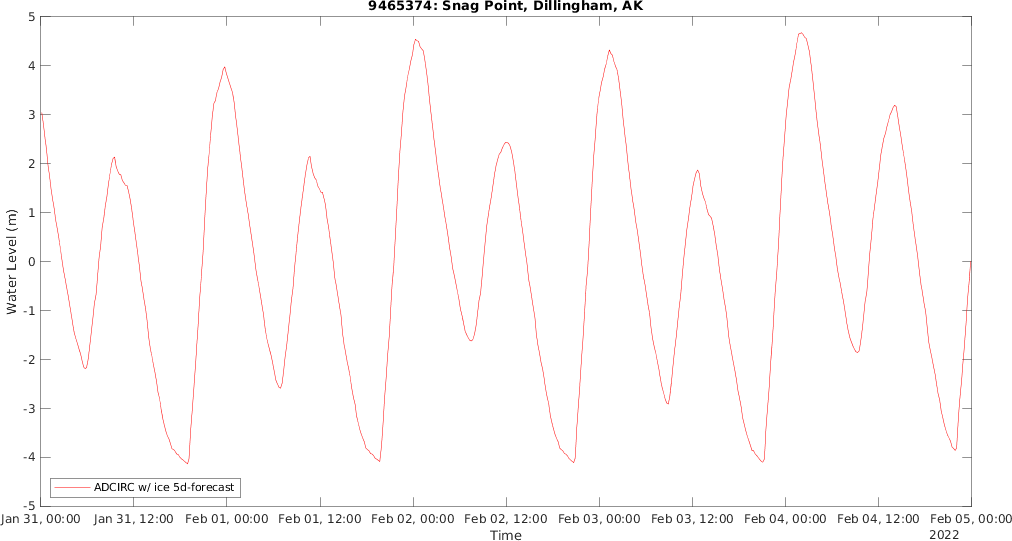 9465374: Snag Point, Dillingham, AK
5
4
3
2
1
0
-1
-2
-3
-4
-5
Water Level (m)
ADCIRC w/ ice 5d-forecast
Jan 31, 00:00 Jan 31, 12:00 Feb 01, 00:00 Feb 01, 12:00 Feb 02, 00:00 Feb 02, 12:00 Feb 03, 00:00 Feb 03, 12:00 Feb 04, 00:00 Feb 04, 12:00 Feb 05, 00:00
Time
2022